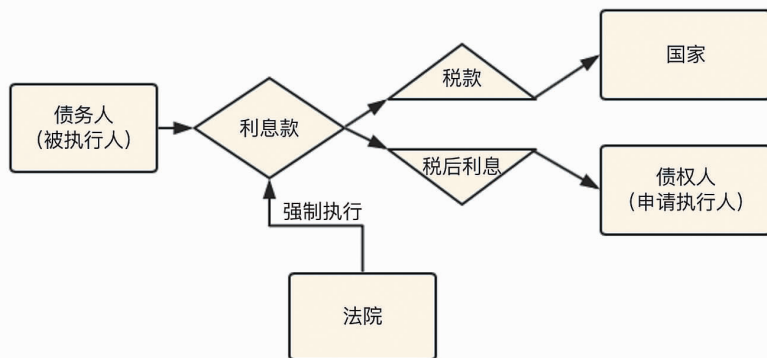 税款
国家
债务人
(被执行人)
利息款
税后利息
债权人
(申请执行人)
强制执行
法院